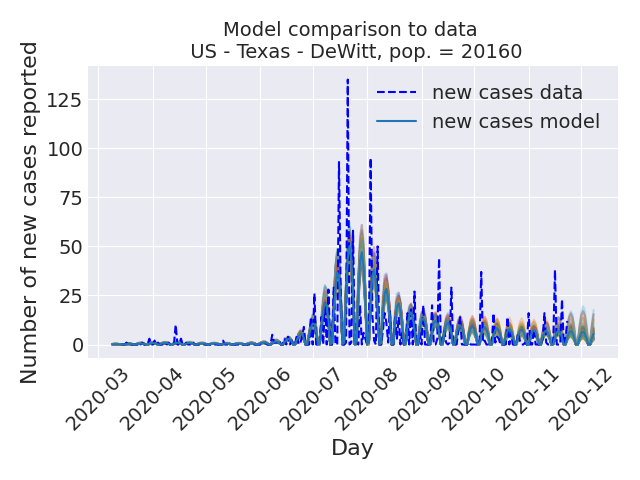 Model comparison to data
US - Texas - DeWitt, pop. = 20160
Number of new cases reported
125
100
75
50
25
0
new cases data
new cases model
2020-03
2020-04
2020-05
2020-06
2020-07
2020-08
2020-09
2020-10
2020-11
2020-12
Day